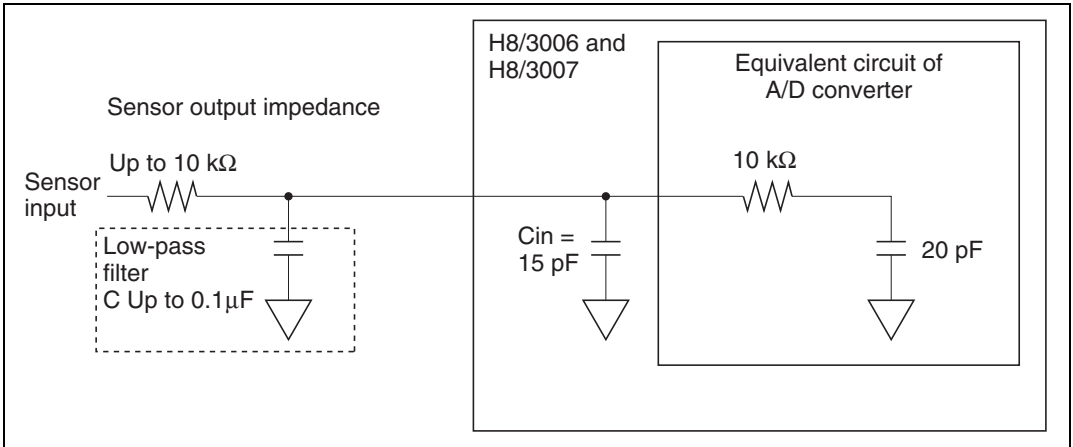 H8/3006 and
H8/3007
Equivalent circuit of
A/D converter
Sensor output impedance
Up to 10 kΩ
10 kΩ
Sensor
input
Low-pass
filter
C Up to 0.1μF
Cin =
15 pF
20 pF